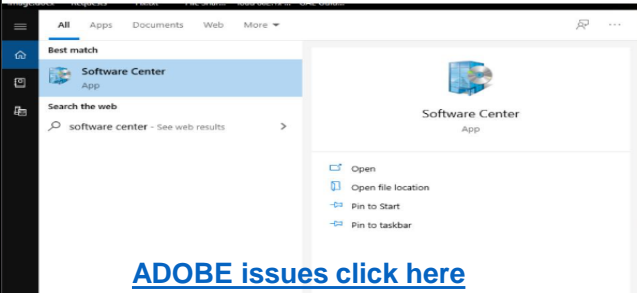 All Apps Documents Web More
Best match
Software Center
App
Search the web
software center - See web results
Software Center
App
Open
Open file location
Pin to Start
Pin to taskbar
ADOBE issues click here